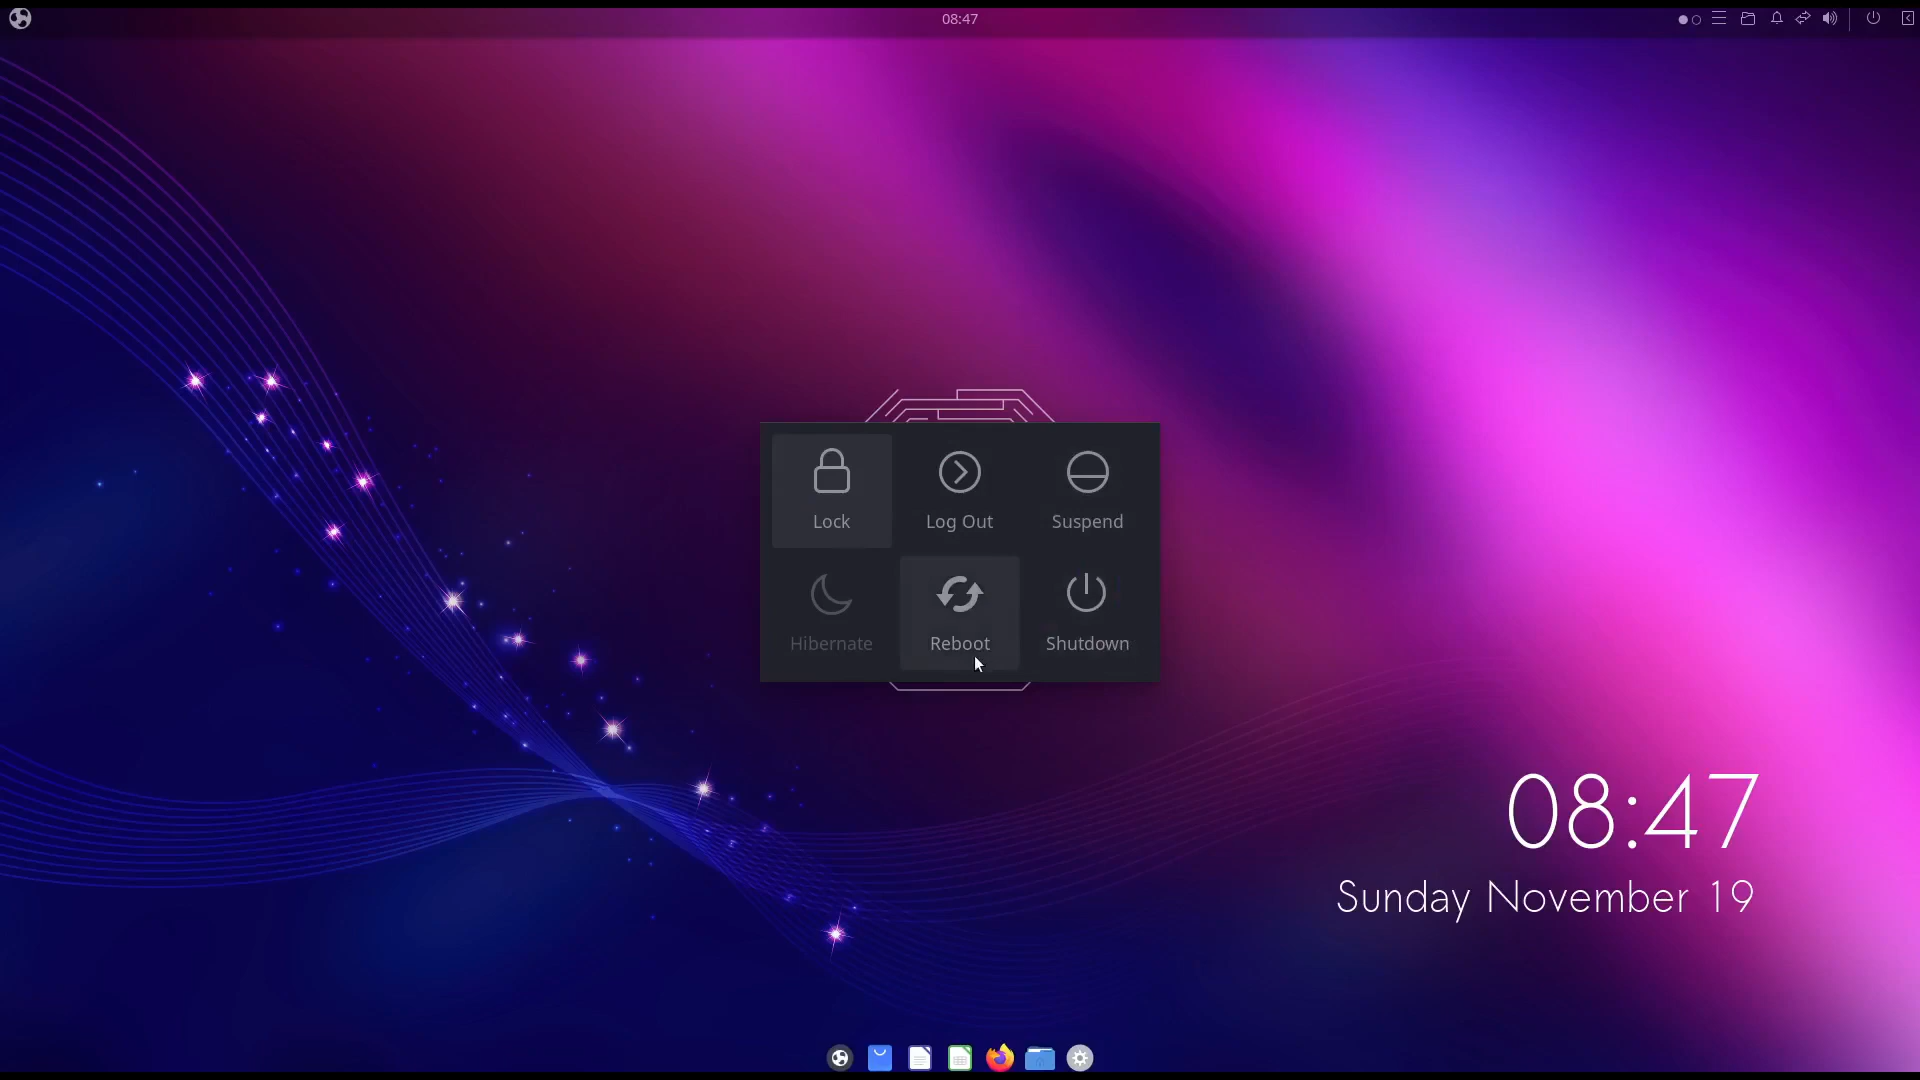 08:47
Lock
Log Out
Suspend
Hibernate
Reboot
Shutdown
08:47
Sunday November 19